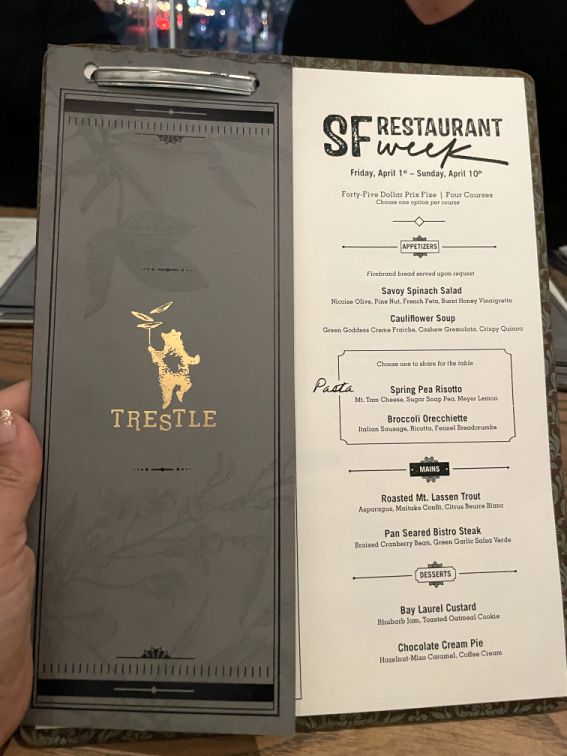 TRESTLE
SF RESTAURANT
week
Friday, April 1st – Sunday, April 10th
Forty-Five Dollar Prix Fixe | Four Courses
Choose one option per course
APPETIZERS
Firebrand bread served upon request
Savoy Spinach Salad
Nicoise Olive, Pine Nut, French Feta, Burnt Honey Vinaigrette
Cauliflower Soup
Green Goddess Creme Fraiche, Cashew Gremolata, Crispy Quinoa
Choose one to share for the table
Pasta
Spring Pea Risotto
Mt. Tam Cheese, Sugar Snap Pea, Meyer Lemon
Broccoli Orecchiette
Italian Sausage, Ricotta, Fennel Breadcrumbs
MAINS
Roasted Mt. Lassen Trout
Asparagus, Maitake Confit, Citrus Beurre Blanc
Pan Seared Bistro Steak
Braised Cranberry Bean, Green Garlic Salsa Verde
DESSERTS
Bay Laurel Custard
Rhubarb Jam, Toasted Oatmeal Cookie
Chocolate Cream Pie
Hazelnut-Miso Caramel, Coffee Cream